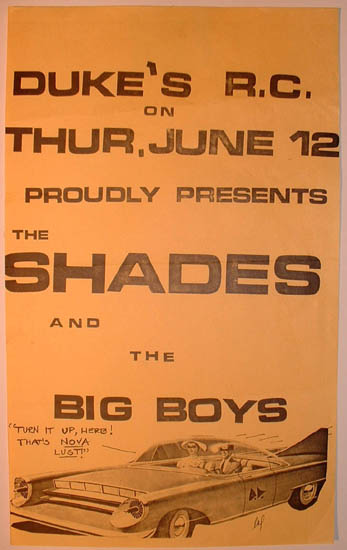 DUKE'S R.C.
ON
THUR, JUNE 12
PROUDLY PRESENTS
THE
SHADES
AND
THE
BIG BOYS
"TURN IT UP, HERB!
THAT'S NOVA
LUST!"